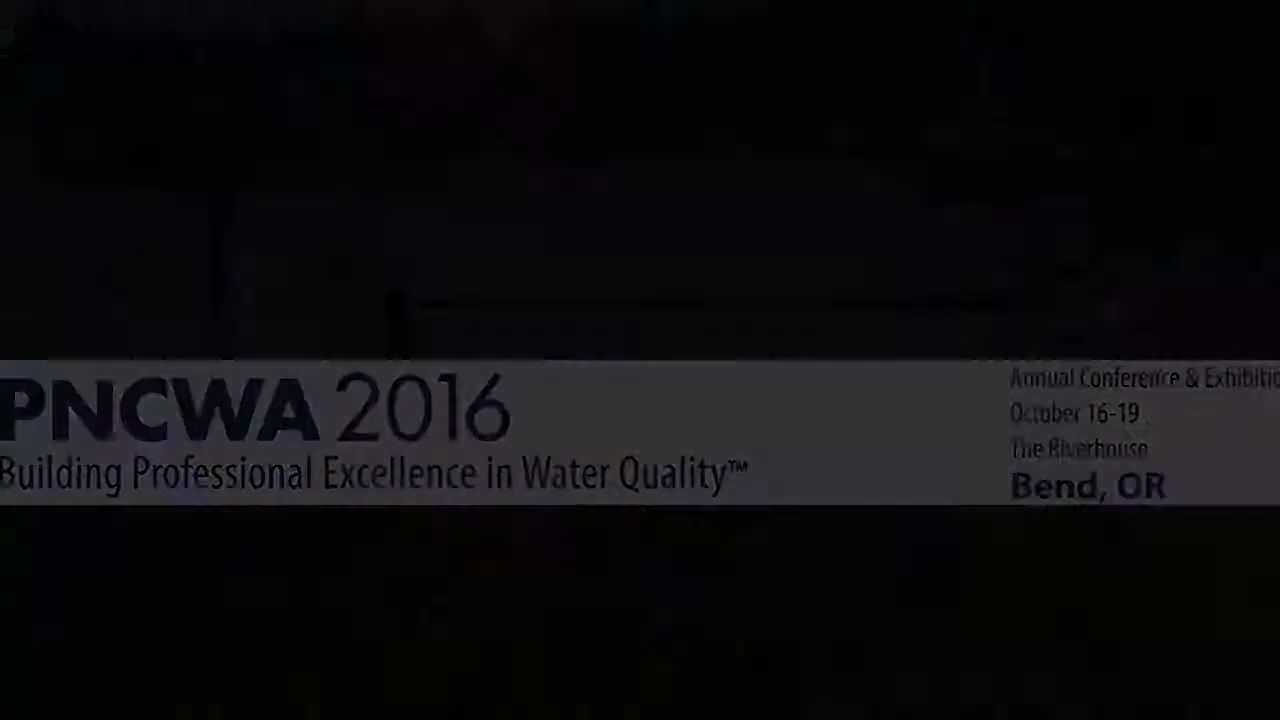 PNCWA 2016
Building Professional Excellence in Water Quality™
Annual Conference & Exhibitio
October 16-19
The Riverhouse
Bend, OR